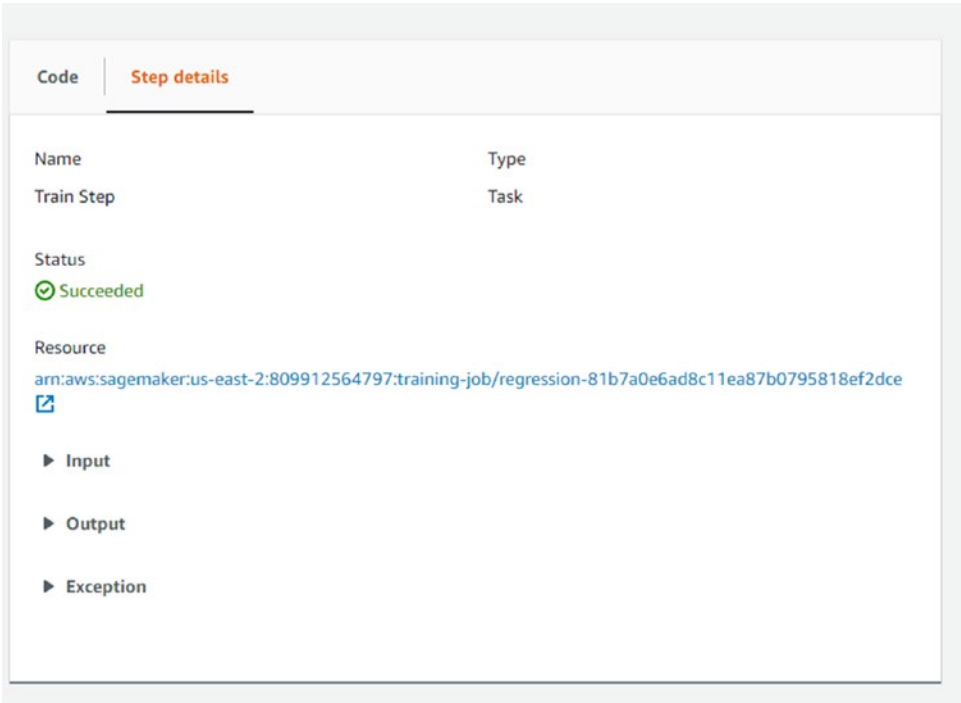 Code Step details
Name Type
Train Step Task
Status
Succeeded
Resource
arn:aws:sagemaker:us-east-2:809912564797:training-job/regression-81b7a0e6ad8c11ea87b0795818ef2dce
Input
Output
Exception